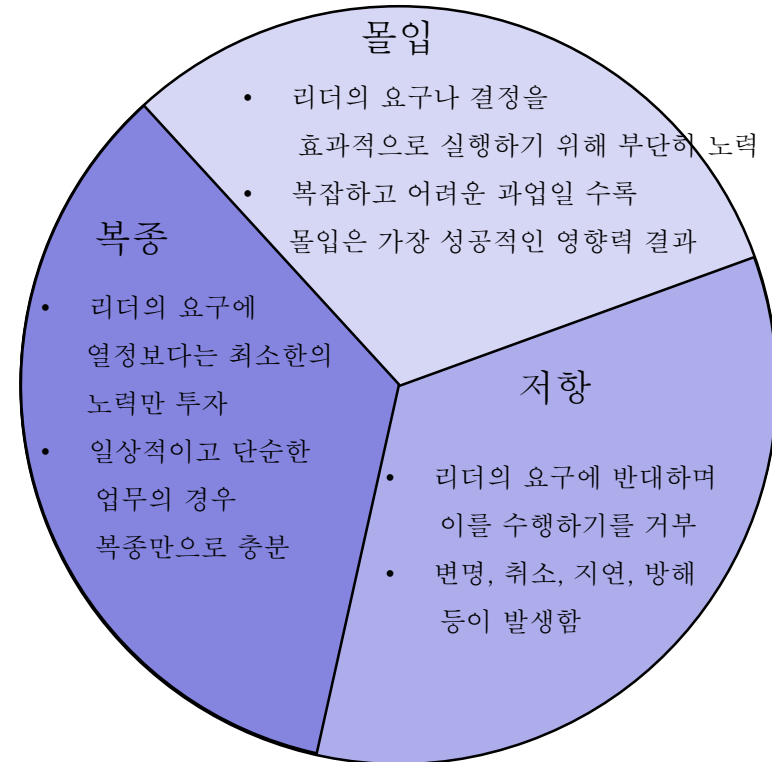 몰입
• 리더의 요구나 결정을
효과적으로 실행하기 위해 부단히 노력
• 복잡하고 어려운 과업일 수록
몰입은 가장 성공적인 영향력 결과
복종
• 리더의 요구에
열정보다는 최소한의
노력만 투자
• 일상적이고 단순한
업무의 경우
복종만으로 충분
저항
• 리더의 요구에 반대하며
이를 수행하기를 거부
• 변명, 취소, 지연, 방해
등이 발생함